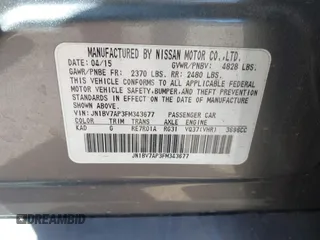 MANUFACTURED BY NISSAN MOTOR CO.,LTD.
DATE: 04/15 GVWR/PNBV: 4828 LBS.
GAWR/PNBE FR: 2370 LBS. RR: 2480 LBS.
THIS VEHICLE CONFORMS TO ALL APPLICABLE FEDERAL
MOTOR VEHICLE SAFETY, BUMPER, AND THEFT PREVENTION
STANDARDS IN EFFECT ON THE DATE OF MANUFACTURE
SHOWN ABOVE.
VIN: JN1BV7AP3FM343677 PASSENGER CAR
COLOR TRIM TRANS AXLE ENGINE
KAD G RE7R01A RG31 VQ37(VHR) 3696CC
JN1BV7AP3FM343677
DREAMBID